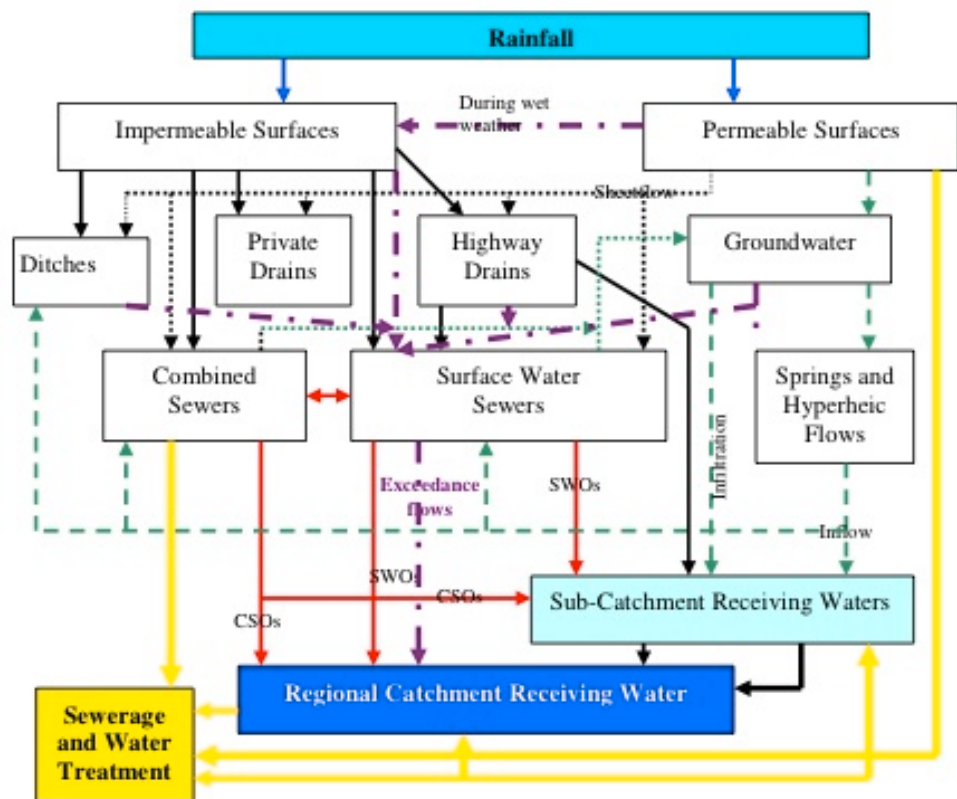 Rainfall
During wet
weather
Impermeable Surfaces
Permeable Surfaces
Sheetflow
Ditches
Private
Drains
Highway
Drains
Groundwater
Combined
Sewers
Surface Water
Sewers
Springs and
Hyperheic
Flows
Infiltration
Exceedance
flows
SWOs
Inflow
SWOs
CSOs
CSOs
Sub-Catchment Receiving Waters
Regional Catchment Receiving Water
Sewerage
and Water
Treatment